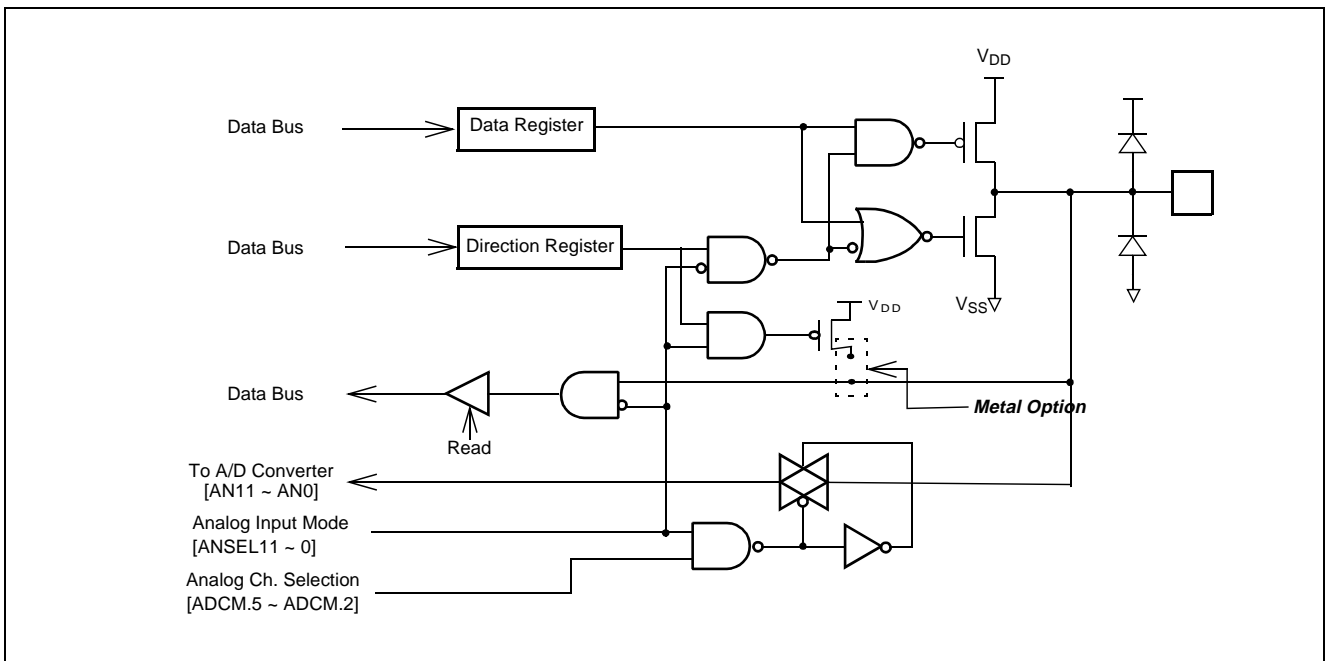 VDD
Data Bus
Data Register
Data Bus
Direction Register
VSS
VDD
Data Bus
Metal Option
Read
To A/D Converter
[AN11 ~ AN0]
Analog Input Mode
[ANSEL11 ~ 0]
Analog Ch. Selection
[ADCM.5 ~ ADCM.2]